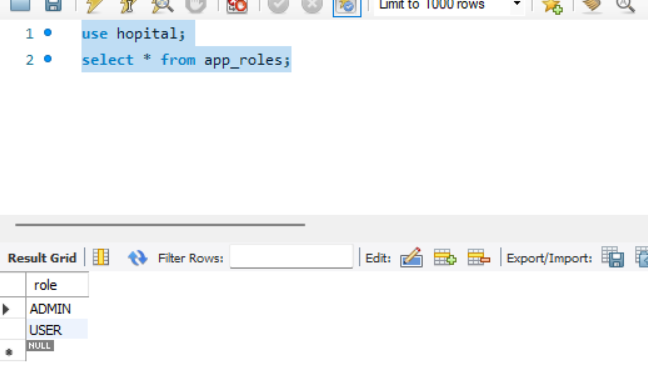 Limit to 1000 rows
1 use hopital;
2 select * from app_roles;
Result Grid Filter Rows: Edit: Export/Import:
role
ADMIN
USER
NULL